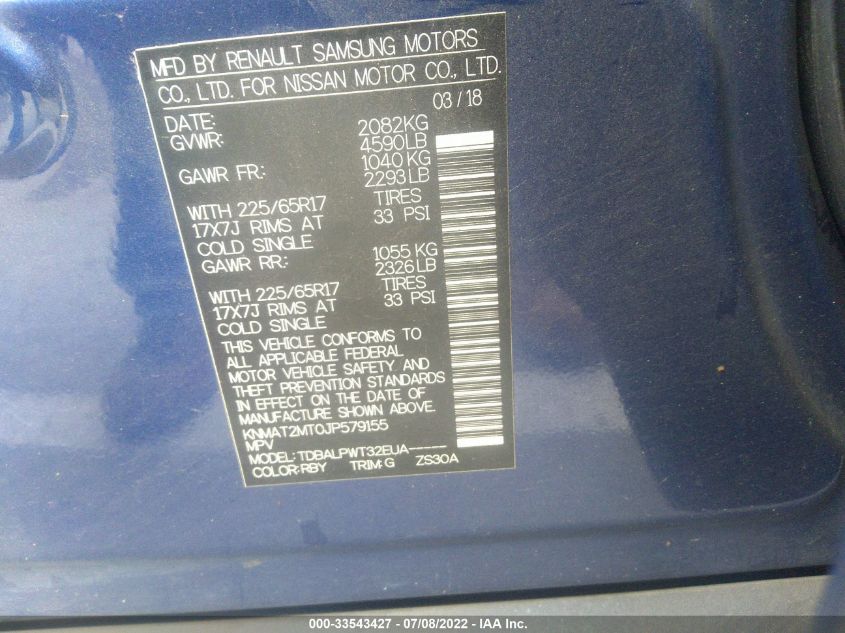 MFD BY RENAULT SAMSUNG MOTORS
CO., LTD. FOR NISSAN MOTOR CO., LTD.
03/18
DATE:
GVWR: 2082KG
4590LB
GAWR FR: 1040KG
2293LB
WITH 225/65R17 TIRES
17X7J RIMS AT 33 PSI
COLD SINGLE
GAWR RR: 1055 KG
2326LB
WITH 225/65R17 TIRES
17X7J RIMS AT 33 PSI
COLD SINGLE
THIS VEHICLE CONFORMS TO
ALL APPLICABLE FEDERAL
MOTOR VEHICLE SAFETY AND
THEFT PREVENTION STANDARDS
IN EFFECT ON THE DATE OF
MANUFACTURE SHOWN ABOVE.
KNMAT2MT0JP579155
MPV
MODEL: TDBALPWT32EUA-----
COLOR:RBY TRIM:G ZS30A
000-33543427 - 07/08/2022 - IAA Inc.